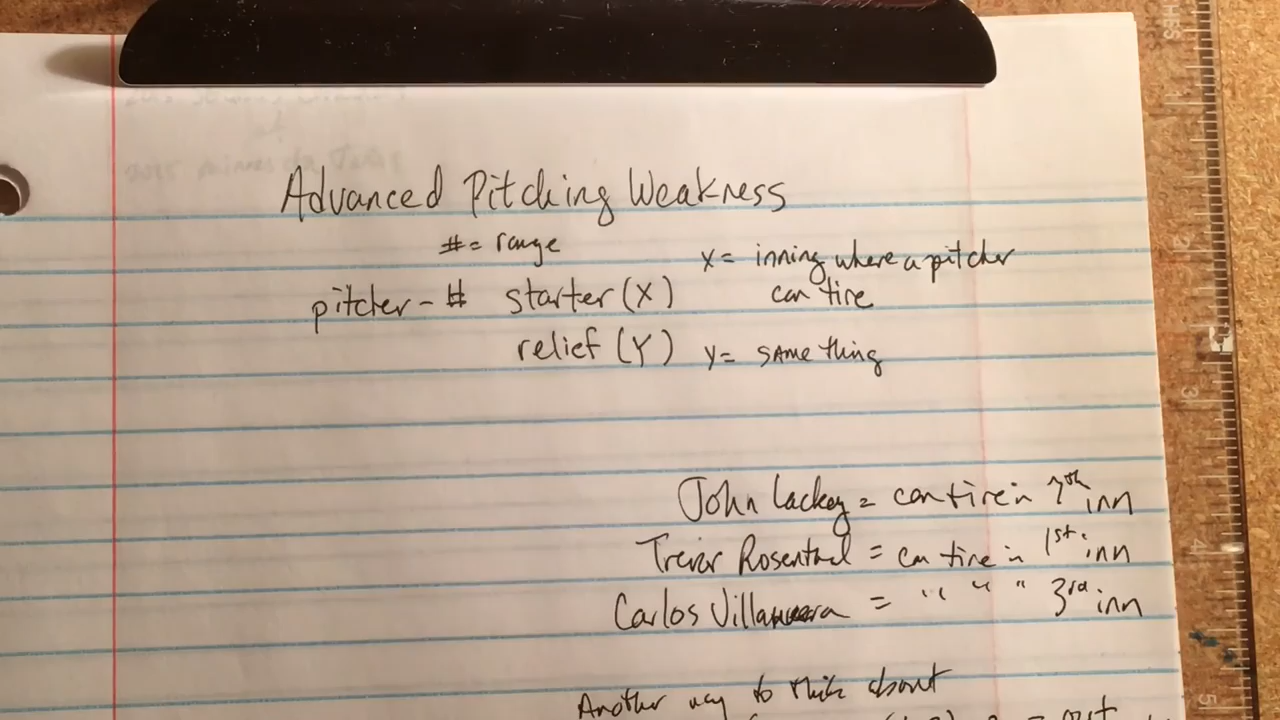 Advanced Pitching Weakness
#= range
x= inning where a pitcher
can tire
pitcher - # starter (X)
relief (Y) y= same thing
John Lackey = can tire in 7th inn
Trevor Rosenthal = can tire in 1st inn
Carlos Villanueva = " " " 3rd inn
Another way to think about